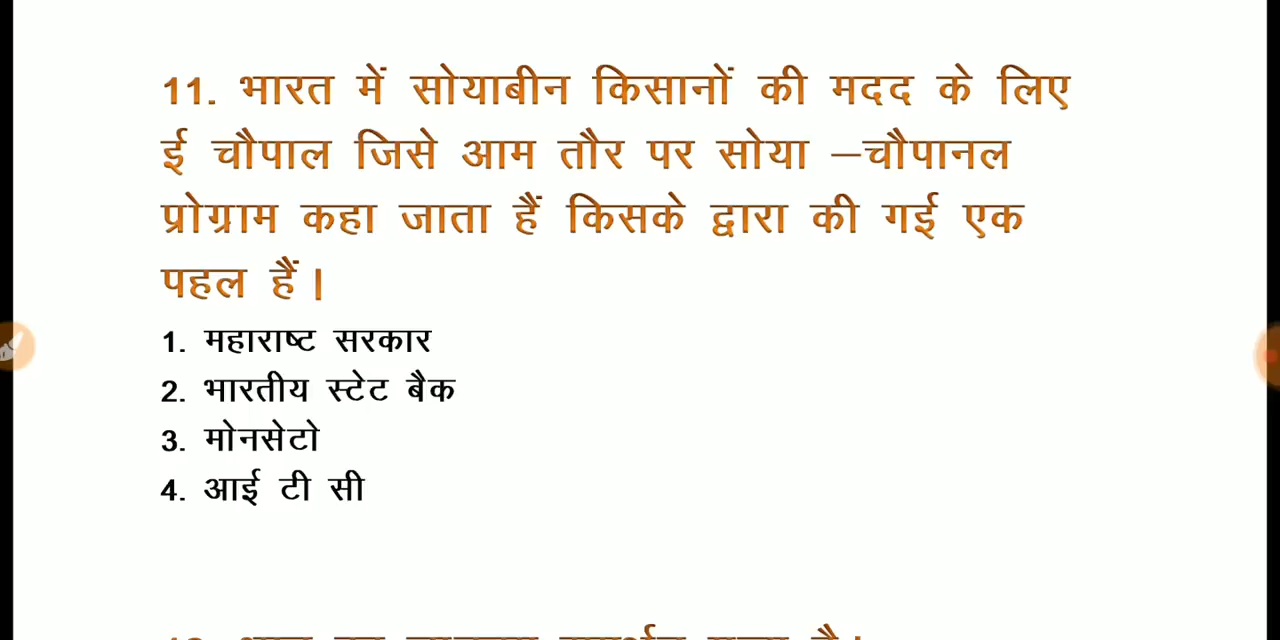 11. भारत में सोयाबीन किसानों की मदद के लिए
ई चौपाल जिसे आम तौर पर सोया –चौपानल
प्रोग्राम कहा जाता हैं किसके द्वारा की गई एक
पहल हैं।
1. महाराष्ट सरकार
2. भारतीय स्टेट बैक
3. मोनसेटो
4. आई टी सी